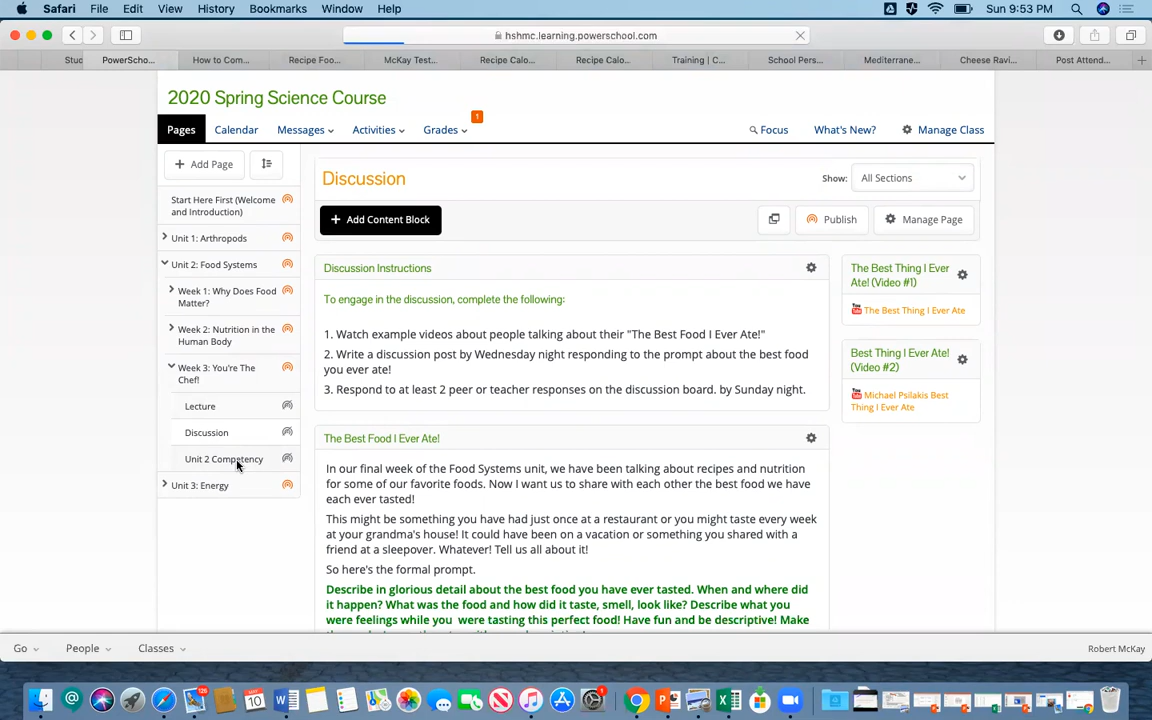 Safari File Edit View History Bookmarks Window Help Sun 9:53 PM
hshmc.learning.powerschool.com
Stuc PowerScho... How to Com... Recipe Foo... McKay Test... Recipe Calo... Recipe Calo... Training | C... School Pers... Mediterrane... Cheese Ravi... Post Attend...
2020 Spring Science Course
1
Pages Calendar Messages Activities Grades Focus What's New? Manage Class
+ Add Page
Start Here First (Welcome
and Introduction)
Unit 1: Arthropods
Unit 2: Food Systems
Week 1: Why Does Food
Matter?
Week 2: Nutrition in the
Human Body
Week 3: You're The
Chef!
Lecture
Discussion
Unit 2 Competency
Unit 3: Energy
Discussion
Show: All Sections
+ Add Content Block
Publish
Manage Page
Discussion Instructions
To engage in the discussion, complete the following:
1. Watch example videos about people talking about their "The Best Food I Ever Ate!"
2. Write a discussion post by Wednesday night responding to the prompt about the best food
you ever ate!
3. Respond to at least 2 peer or teacher responses on the discussion board. by Sunday night.
The Best Food I Ever Ate!
In our final week of the Food Systems unit, we have been talking about recipes and nutrition
for some of our favorite foods. Now I want us to share with each other the best food we have
each ever tasted!
This might be something you have had just once at a restaurant or you might taste every week
at your grandma's house! It could have been on a vacation or something you shared with a
friend at a sleepover. Whatever! Tell us all about it!
So here's the formal prompt.
Describe in glorious detail about the best food you have ever tasted. When and where did
it happen? What was the food and how did it taste, smell, look like? Describe what you
were feelings while you were tasting this perfect food! Have fun and be descriptive! Make
The Best Thing I Ever
Ate! (Video #1)
You Tube The Best Thing I Ever Ate
Best Thing I Ever Ate!
(Video #2)
You Tube Michael Psilakis Best
Thing I Ever Ate
Go People Classes Robert McKay
126
10
1